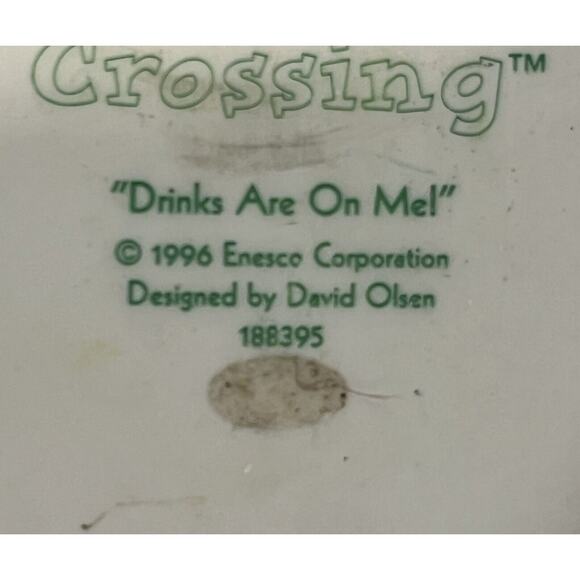 Crossing™
"Drinks Are On Me!"
© 1996 Enesco Corporation
Designed by David Olsen
188395